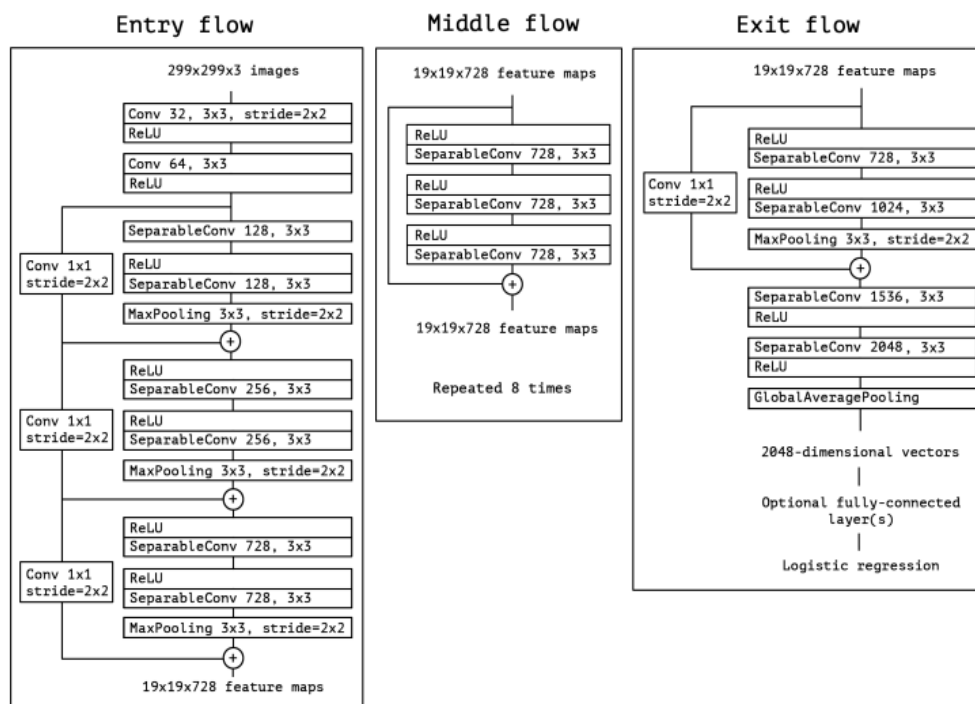 Entry flow
299x299x3 images
Conv 32, 3x3, stride=2x2
ReLU
Conv 64, 3x3
ReLU
SeparableConv 128, 3x3
Conv 1x1
stride=2x2
ReLU
SeparableConv 128, 3x3
MaxPooling 3x3, stride=2x2
+
ReLU
SeparableConv 256, 3x3
Conv 1x1
stride=2x2
ReLU
SeparableConv 256, 3x3
MaxPooling 3x3, stride=2x2
+
ReLU
SeparableConv 728, 3x3
Conv 1x1
stride=2x2
ReLU
SeparableConv 728, 3x3
MaxPooling 3x3, stride=2x2
+
19x19x728 feature maps
Middle flow
19x19x728 feature maps
ReLU
SeparableConv 728, 3x3
ReLU
SeparableConv 728, 3x3
ReLU
SeparableConv 728, 3x3
+
19x19x728 feature maps
Repeated 8 times
Exit flow
19x19x728 feature maps
ReLU
SeparableConv 728, 3x3
Conv 1x1
stride=2x2
ReLU
SeparableConv 1024, 3x3
MaxPooling 3x3, stride=2x2
+
SeparableConv 1536, 3x3
ReLU
SeparableConv 2048, 3x3
ReLU
GlobalAveragePooling
2048-dimensional vectors
Optional fully-connected
layer(s)
Logistic regression